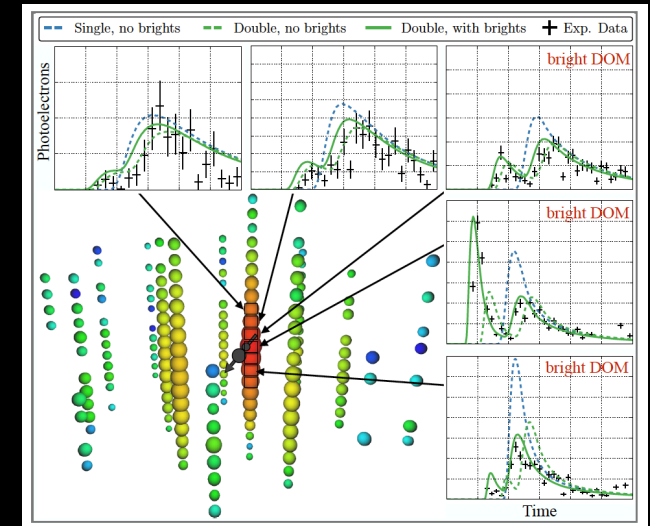 Single, no brights
Double, no brights
Double, with brights
Exp. Data
Photoelectrons
bright DOM
bright DOM
bright DOM
Time